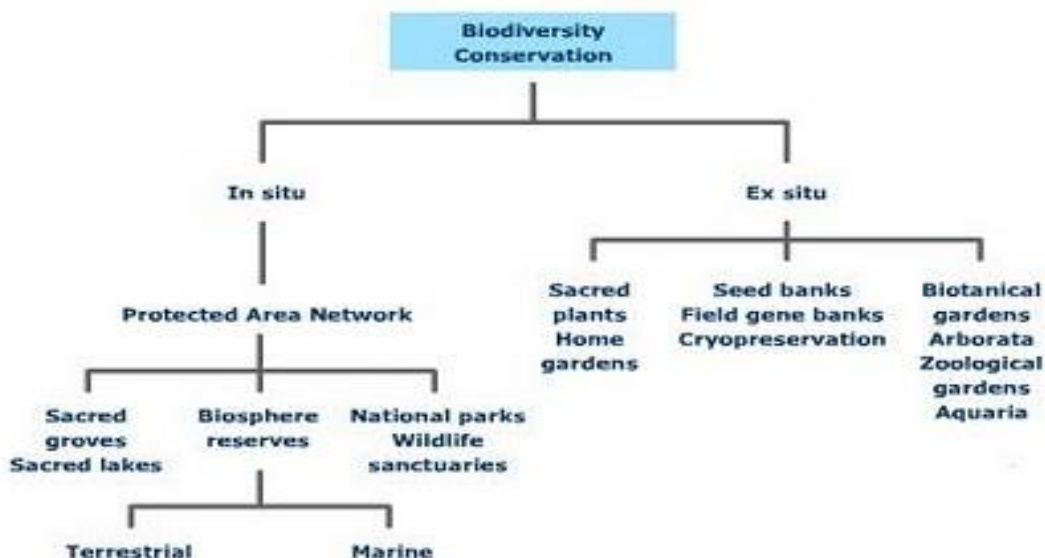 Biodiversity
Conservation
In situ
Ex situ
Protected Area Network
Sacred
plants
Home
gardens
Seed banks
Field gene banks
Cryopreservation
Biotanical
gardens
Arborata
Zoological
gardens
Aquaria
Sacred
groves
Sacred lakes
Biosphere
reserves
National parks
Wildlife
sanctuaries
Terrestrial
Marine